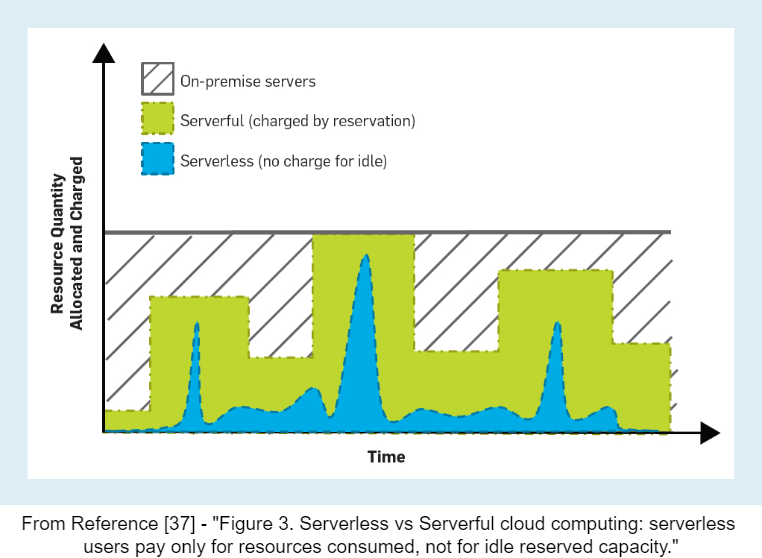 On-premise servers
Serverful (charged by reservation)
Serverless (no charge for idle)
Resource Quantity
Allocated and Charged
Time
From Reference [37] - "Figure 3. Serverless vs Serverful cloud computing: serverless
users pay only for resources consumed, not for idle reserved capacity."